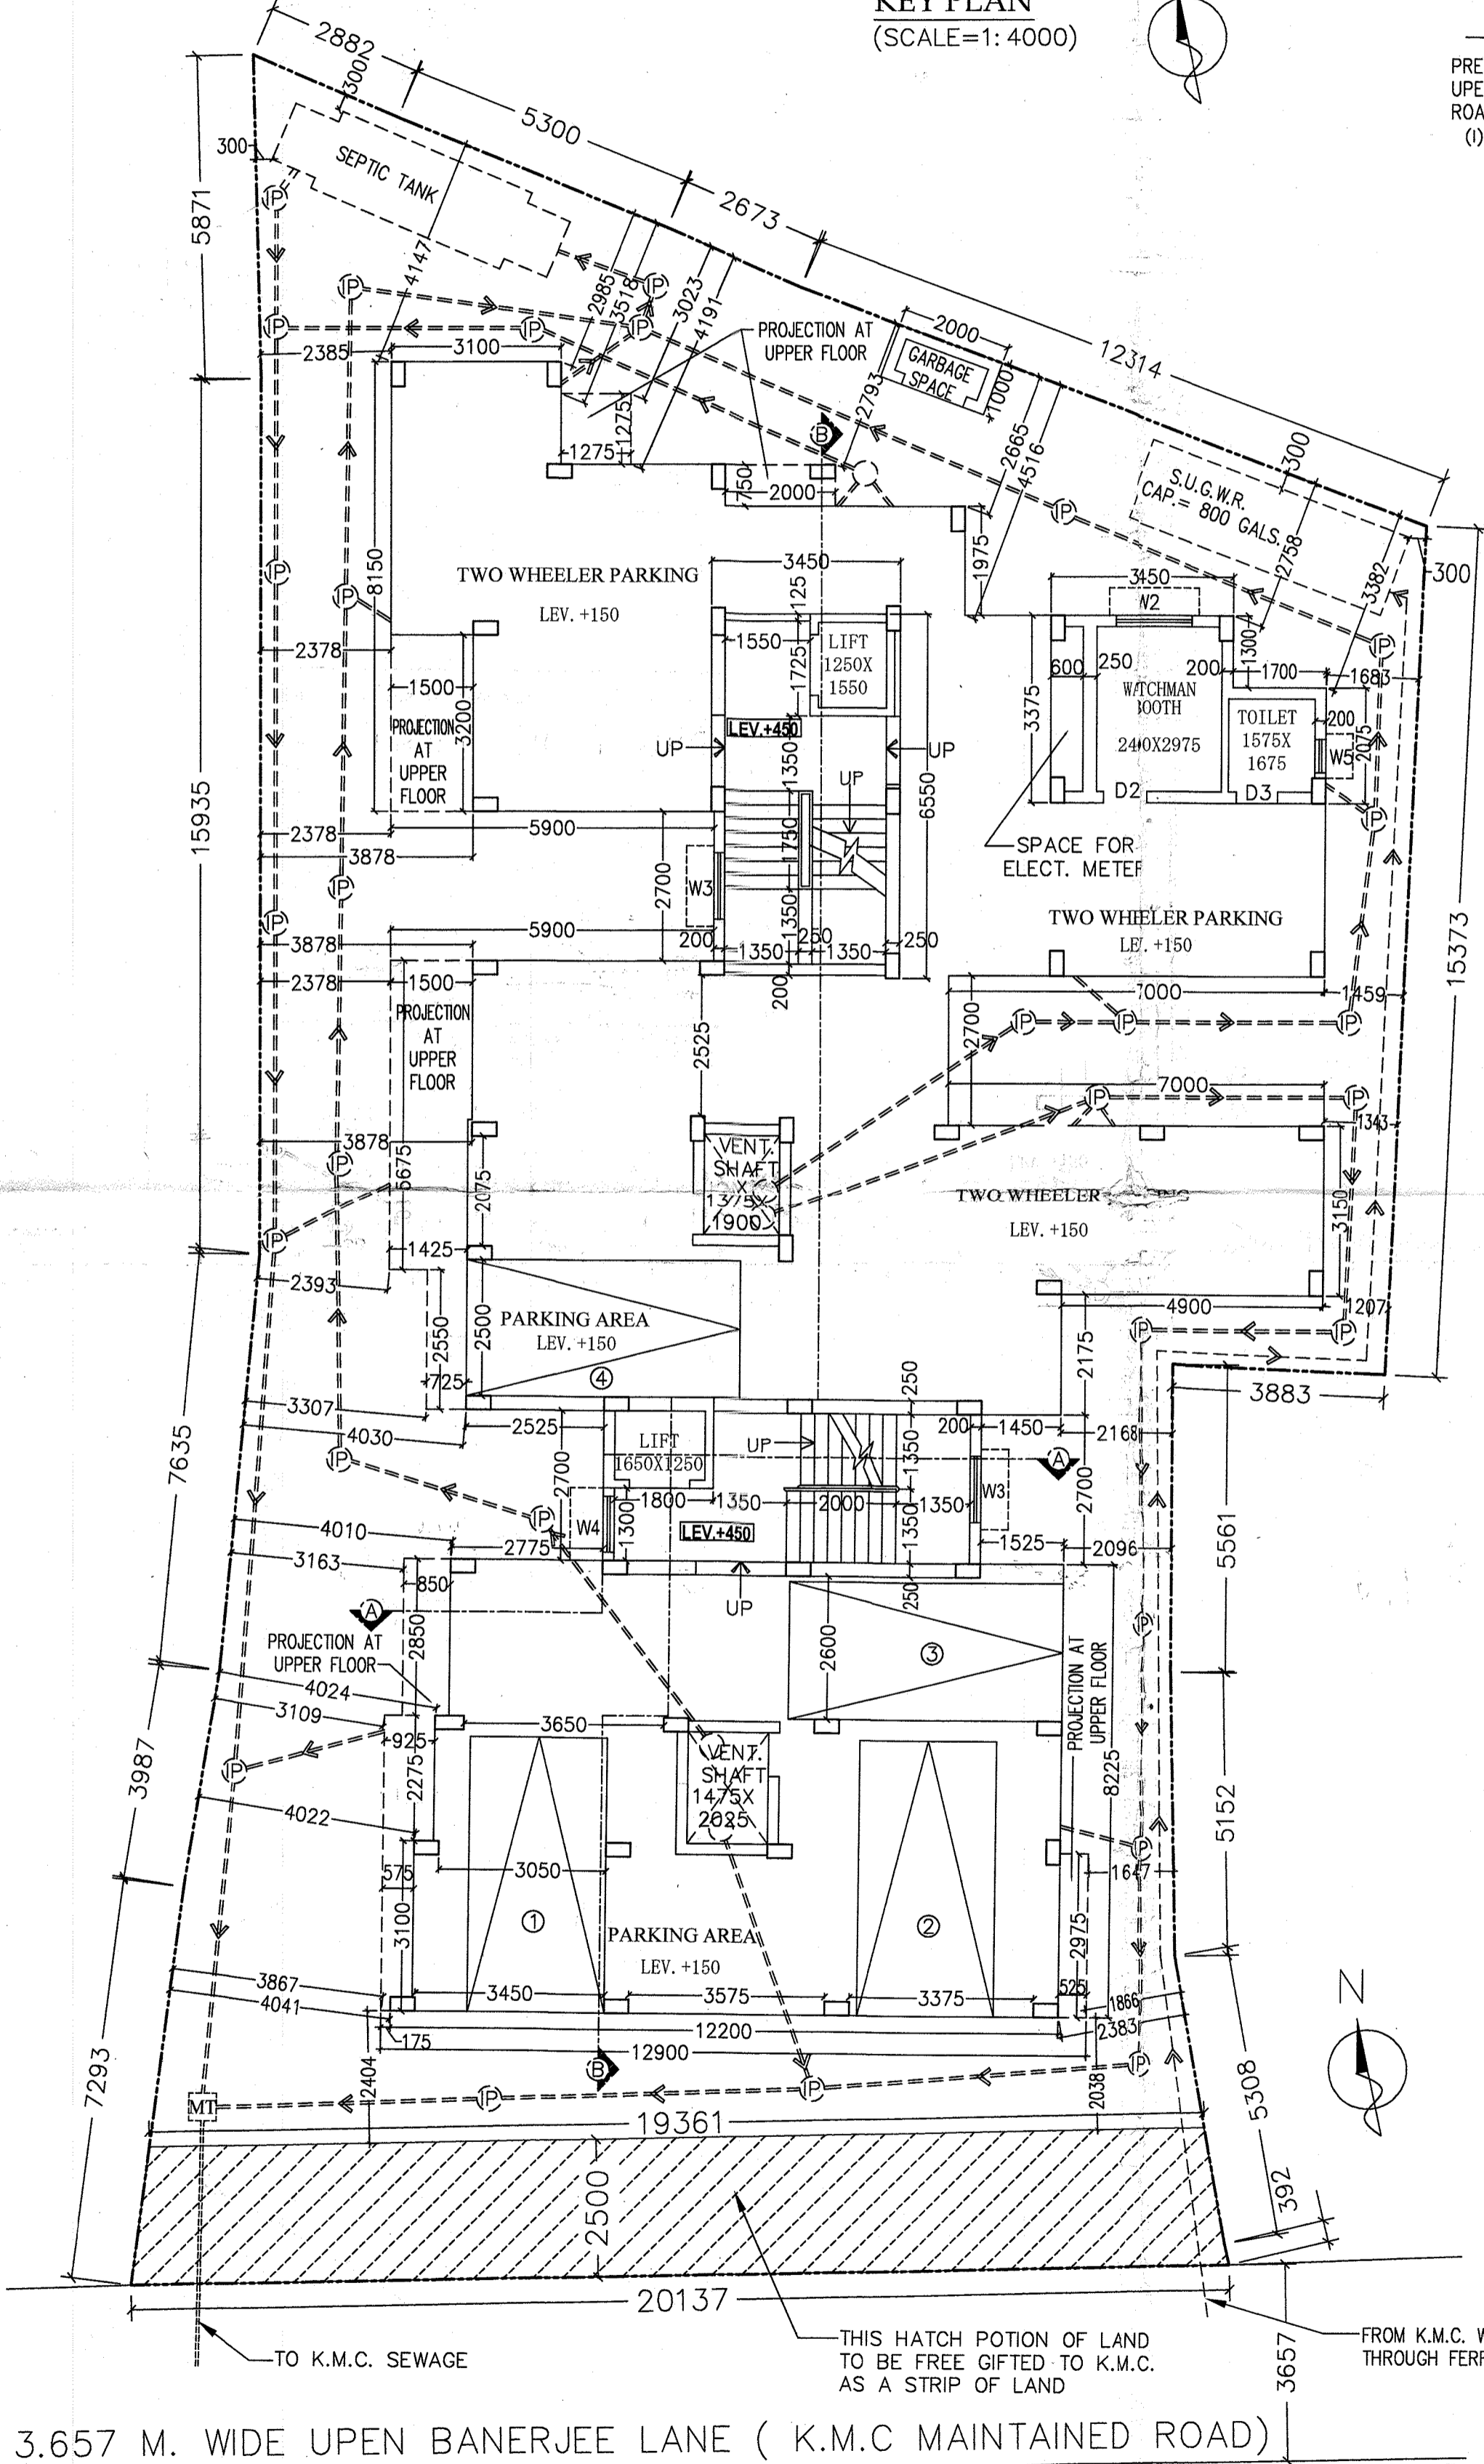 KEY PLAN
(SCALE=1:4000)
PRE
UPE
ROA
(I)
2882
300
5300
2673
12314
300
SEPTIC TANK
5871
4147
2985
3518
3023
4191
PROJECTION AT
UPPER FLOOR
2000
GARBAGE
SPACE
1000
2793
2665
4516
300
S.U.G.W.R.
CAP.= 800 GALS.
2758
3382
300
2385
3100
1275
1275
B
750
2000
1975
8150
TWO WHEELER PARKING
LEV. +150
3450
125
3450
W2
2378
1550
1725
LIFT
1250X
1550
600
250
200
1300
1700
1683
1500
3200
PROJECTION
AT
UPPER
FLOOR
LEV.+450
UP
UP
UP
1350
6550
3375
TOILET
1575X
1675
200
2075
W5
D2
D3
15935
2378
5900
3878
2700
W3
1750
1350
SPACE FOR
TWO WHEELER PARKING
5900
3878
200
1350
250
1350
250
2378
1500
200
7000
1459
15373
PROJECTION
AT
UPPER
FLOOR
2525
2700
7000
1343
3878
5675
2075
VENT.
SHAFT
1900
TWO WHEELER
LEV. +150
3150
1425
2393
2500
2550
725
PARKING AREA
LEV. +150
4
4900
1207
2175
3883
3307
4030
7635
2525
2700
LIFT
1650X1250
UP
250
1350
200
1450
2168
A
W3
2700
1800
1350
2000
1350
1300
W4
LEV.+450
1350
4010
2775
1525
2096
5561
3163
850
A
2850
UP
250
2600
3
PROJECTION AT
UPPER FLOOR
PROJECTION AT
UPPER FLOOR
4024
3109
925
3650
2275
VENT.
SHAFT
1475X
2025
8225
3987
4022
575
3050
1647
5152
3100
1
PARKING AREA
LEV. +150
2
2975
3867
4041
3450
3575
3375
525
1866
2383
12200
175
12900
2404
B
2038
N
7293
MT
19361
5308
392
2500
20137
TO K.M.C. SEWAGE
THIS HATCH POTION OF LAND
TO BE FREE GIFTED TO K.M.C.
AS A STRIP OF LAND
3657
FROM K.M.C. W
THROUGH FERR
3.657 M. WIDE UPEN BANERJEE LANE ( K.M.C MAINTAINED ROAD)